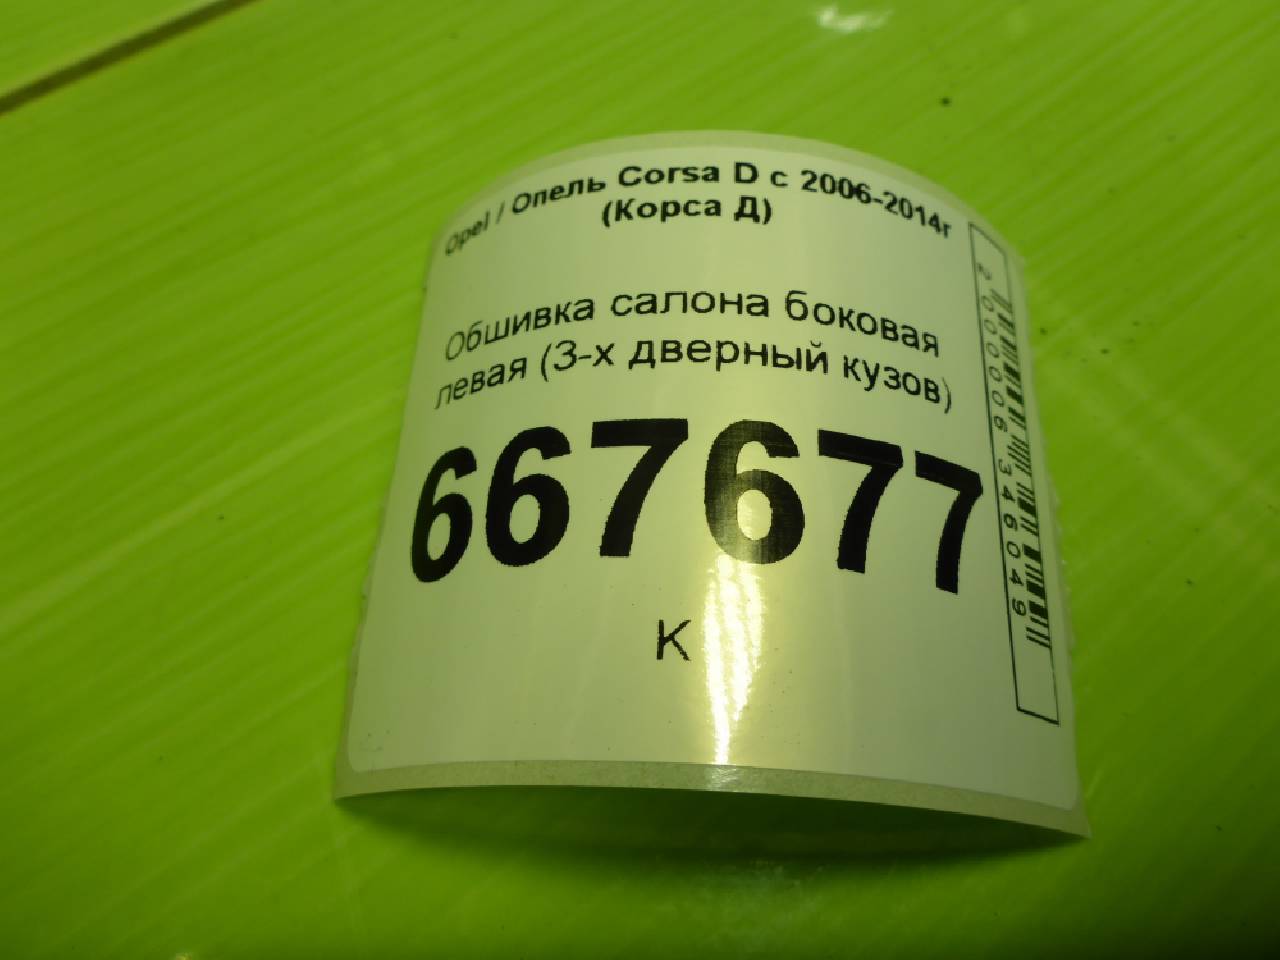 Opel / Опель Corsa D с 2006-2014г
(Корса Д)
Обшивка салона боковая
левая (3-х дверный кузов)
667677
К
2000006346049